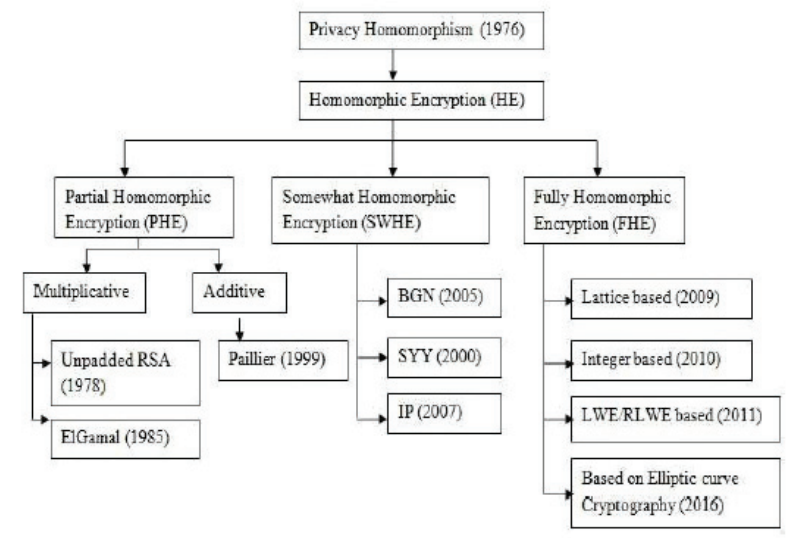 Privacy Homomorphism (1976)
Homomorphic Encryption (HE)
Partial Homomorphic
Encryption (PHE)
Somewhat Homomorphic
Encryption (SWHE)
Fully Homomorphic
Encryption (FHE)
Multiplicative
Additive
Unpadded RSA
(1978)
ElGamal (1985)
Paillier (1999)
BGN (2005)
SYY (2000)
IP (2007)
Lattice based (2009)
Integer based (2010)
LWE/RLWE based (2011)
Based on Elliptic curve
Cryptography (2016)